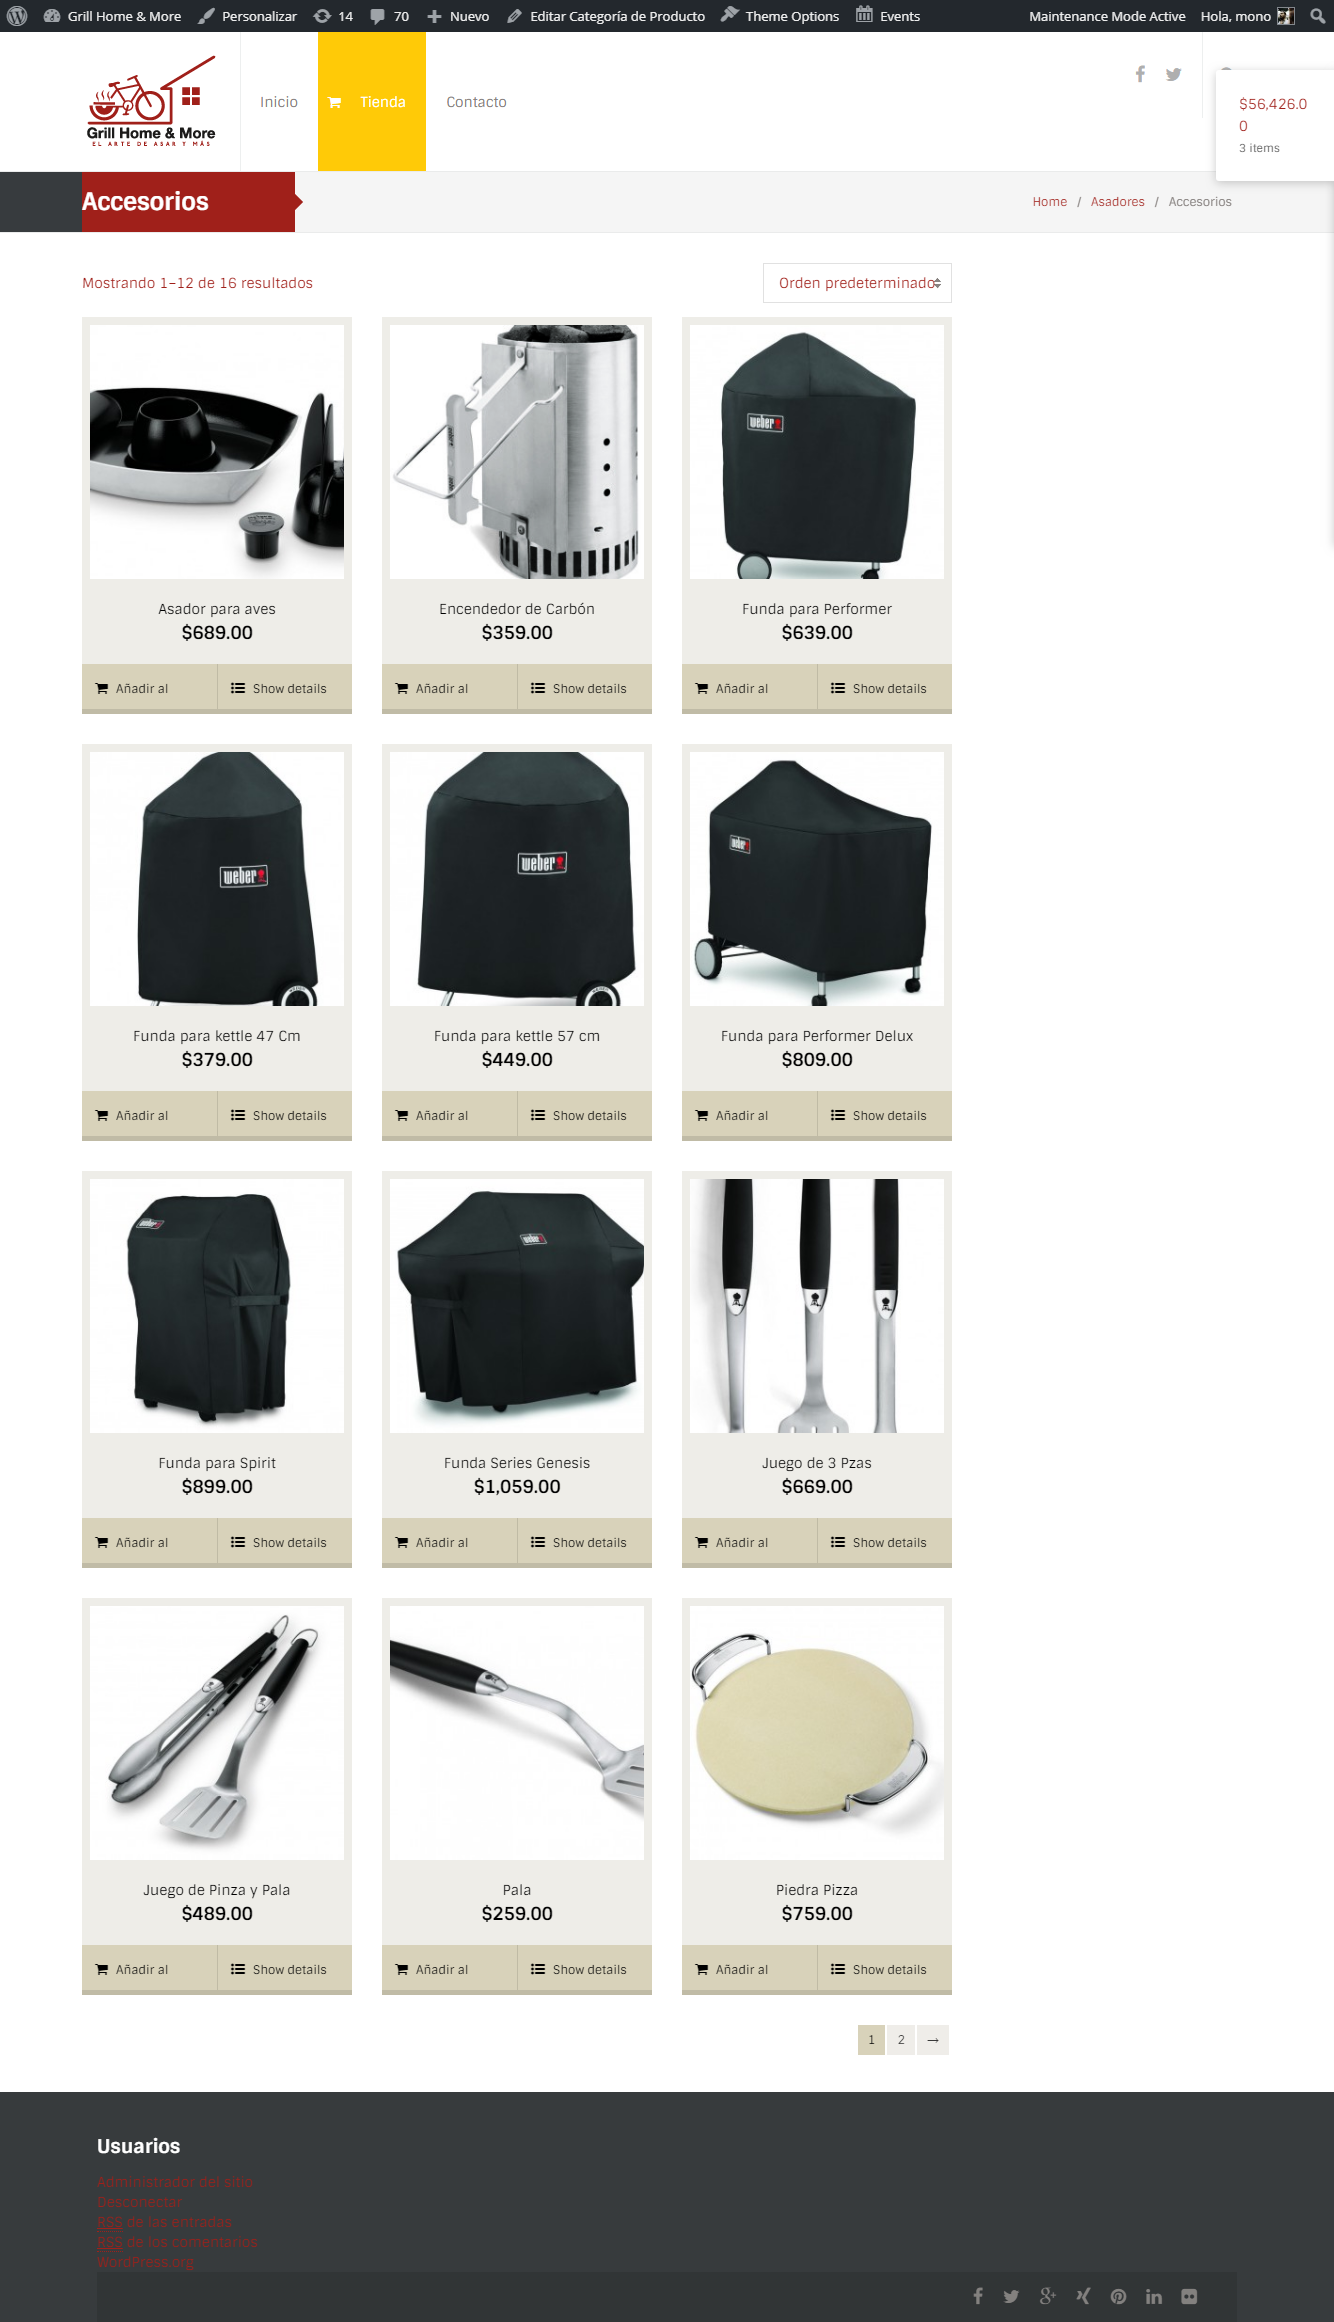 Grill Home & More
Personalizar
14
70
Nuevo
Editar Categoría de Producto
Theme Options
Events
Maintenance Mode Active
Hola, mono
Grill Home & More
EL ARTE DE ASAR Y MÁS
Inicio
Tienda
Contacto
$56,426.0
0
3 items
Accesorios
Home / Asadores / Accesorios
Mostrando 1–12 de 16 resultados
Orden predeterminado
weber
Asador para aves
$689.00
Encendedor de Carbón
$359.00
Funda para Performer
$639.00
Añadir al
Show details
Añadir al
Show details
Añadir al
Show details
weber
weber
weber
Funda para kettle 47 Cm
$379.00
Funda para kettle 57 cm
$449.00
Funda para Performer Delux
$809.00
Añadir al
Show details
Añadir al
Show details
Añadir al
Show details
weber
weber
Funda para Spirit
$899.00
Funda Series Genesis
$1,059.00
Juego de 3 Pzas
$669.00
Añadir al
Show details
Añadir al
Show details
Añadir al
Show details
Juego de Pinza y Pala
$489.00
Pala
$259.00
Piedra Pizza
$759.00
Añadir al
Show details
Añadir al
Show details
Añadir al
Show details
1
2
→
Usuarios
Administrador del sitio
Desconectar
RSS de las entradas
RSS de los comentarios
WordPress.org